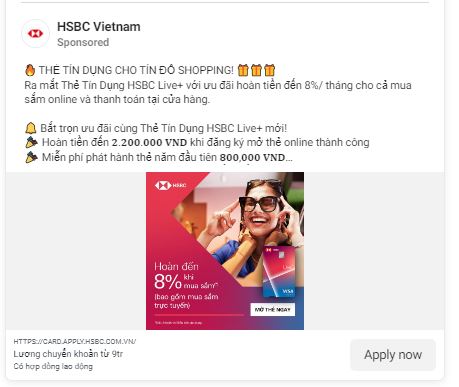 HSBC Vietnam
Sponsored
🔥 THẺ TÍN DỤNG CHO TÍN ĐỒ SHOPPING! 🎁🎁🎁
Ra mắt Thẻ Tín Dụng HSBC Live+ với ưu đãi hoàn tiền đến 8%/ tháng cho cả mua
sắm online và thanh toán tại cửa hàng.
🔔 Bắt trọn ưu đãi cùng Thẻ Tín Dụng HSBC Live+ mới!
🎉 Hoàn tiền đến 2.200.000 VND khi đăng ký mở thẻ online thành công
🎉 Miễn phí phát hành thẻ năm đầu tiên 800,000 VND...
HSBC
Hoàn đến
8% khi
mua sắm
(bao gồm mua sắm
trực tuyến)
Live+
VISA
MỞ THẺ NGAY
HTTPS://CARD.APPLY.HSBC.COM.VN/
Lương chuyển khoản từ 9tr
Có hợp đồng lao động
Apply now